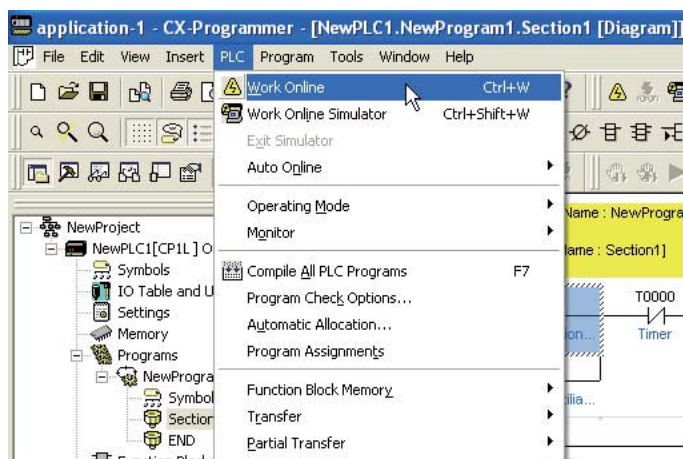 application-1 - CX-Programmer - [NewPLC1.NewProgram1.Section1 [Diagram]]
File Edit View Insert PLC Program Tools Window Help
Work Online Ctrl+W
Work Online Simulator Ctrl+Shift+W
Exit Simulator
Auto Online
Operating Mode
Monitor
Compile All PLC Programs F7
Program Check Options...
Automatic Allocation...
Program Assignments
Function Block Memory
Transfer
Partial Transfer
NewProject
NewPLC1[CP1L] O
Symbols
IO Table and U
Settings
Memory
Programs
NewProgra
Symbol
Section
END
Name : NewProgra
ame : Section1]
T0000
Timer
on...
ilia...